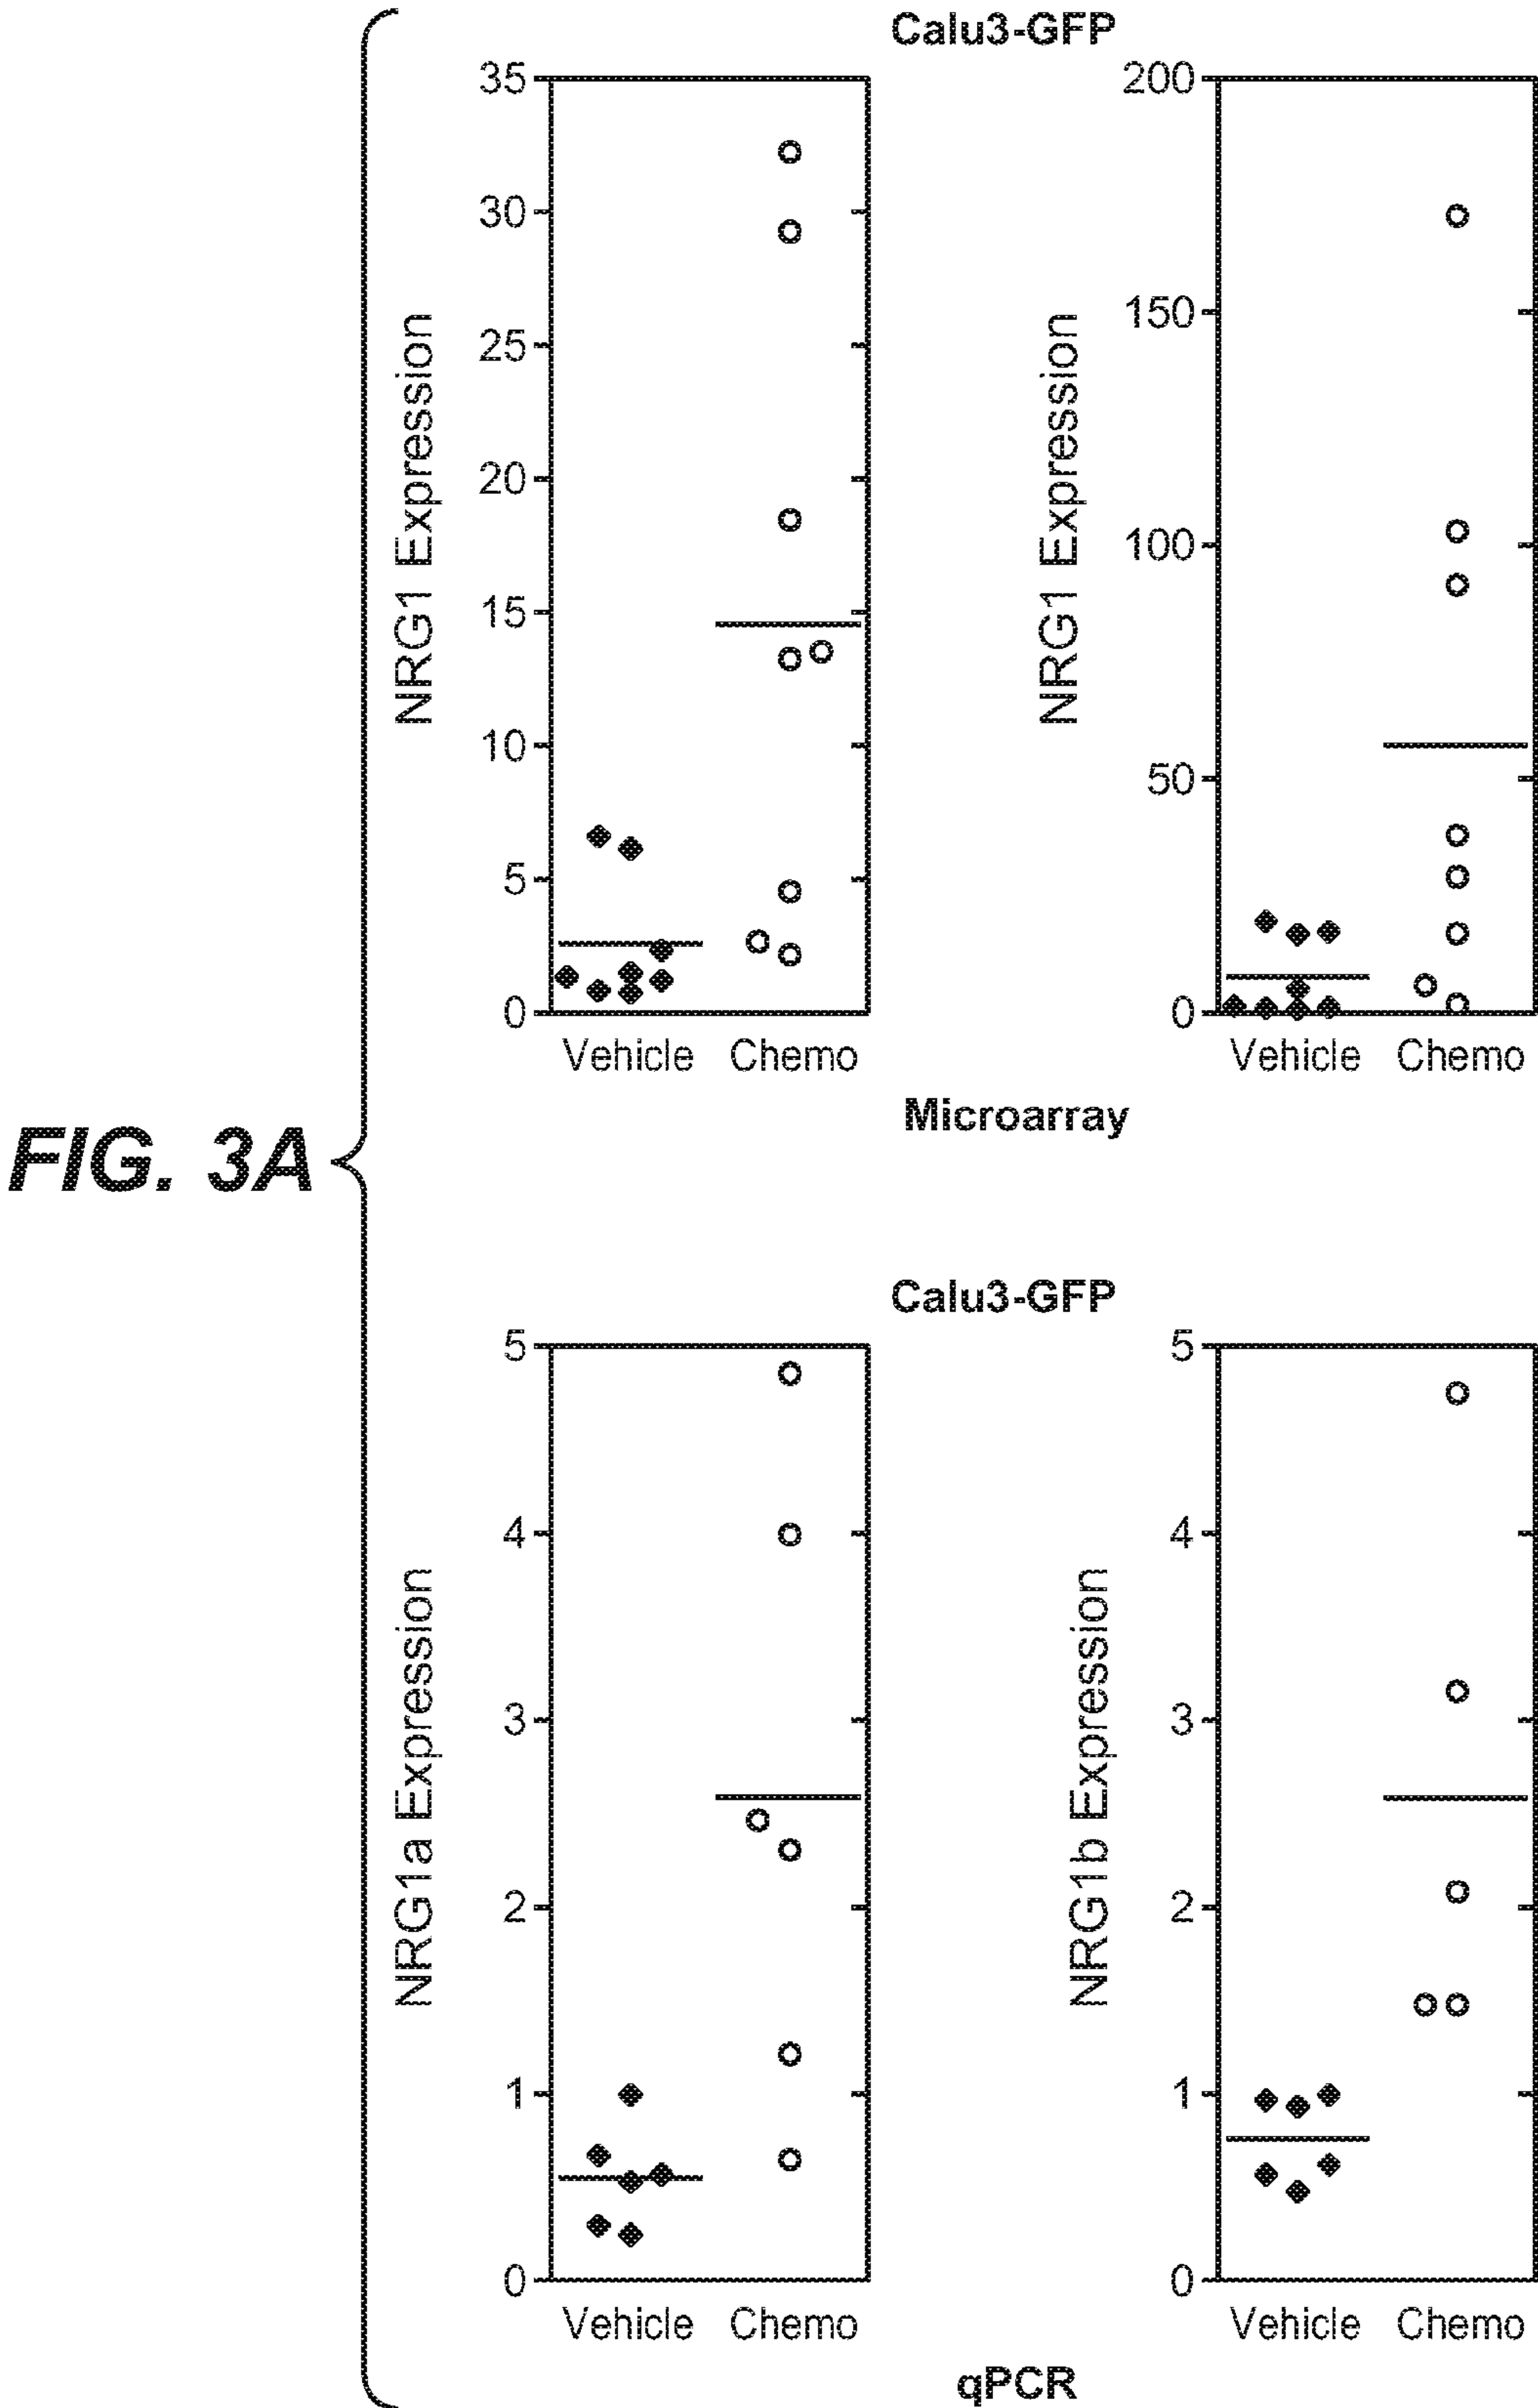 Calu3-GFP
NRG1 Expression
35
30
25
20
15
10
5
0
Vehicle Chemo
NRG1 Expression
200
150
100
50
0
Vehicle Chemo
Microarray
FIG. 3A
Calu3-GFP
NRG1a Expression
5
4
3
2
1
0
Vehicle Chemo
NRG1b Expression
5
4
3
2
1
0
Vehicle Chemo
qPCR